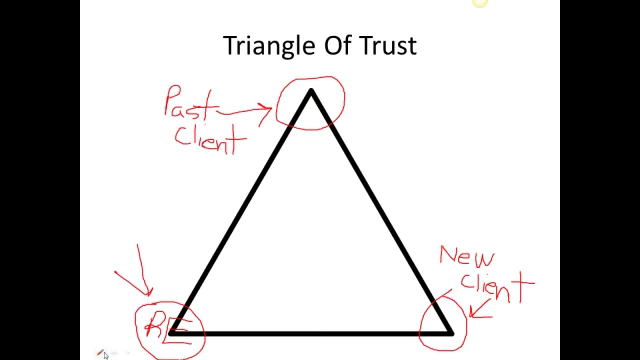 Triangle Of Trust
Past
Client
New
Client
RE